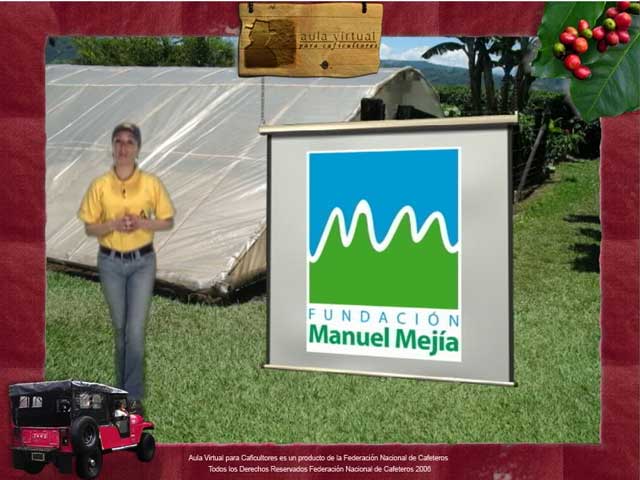 aula virtual
para caficultores
FUNDACIÓN
Manuel Mejía
Aula Virtual para Caficultores es un producto de la Federación Nacional de Cafeteros
Todos los Derechos Reservados Federación Nacional de Cafeteros 2006